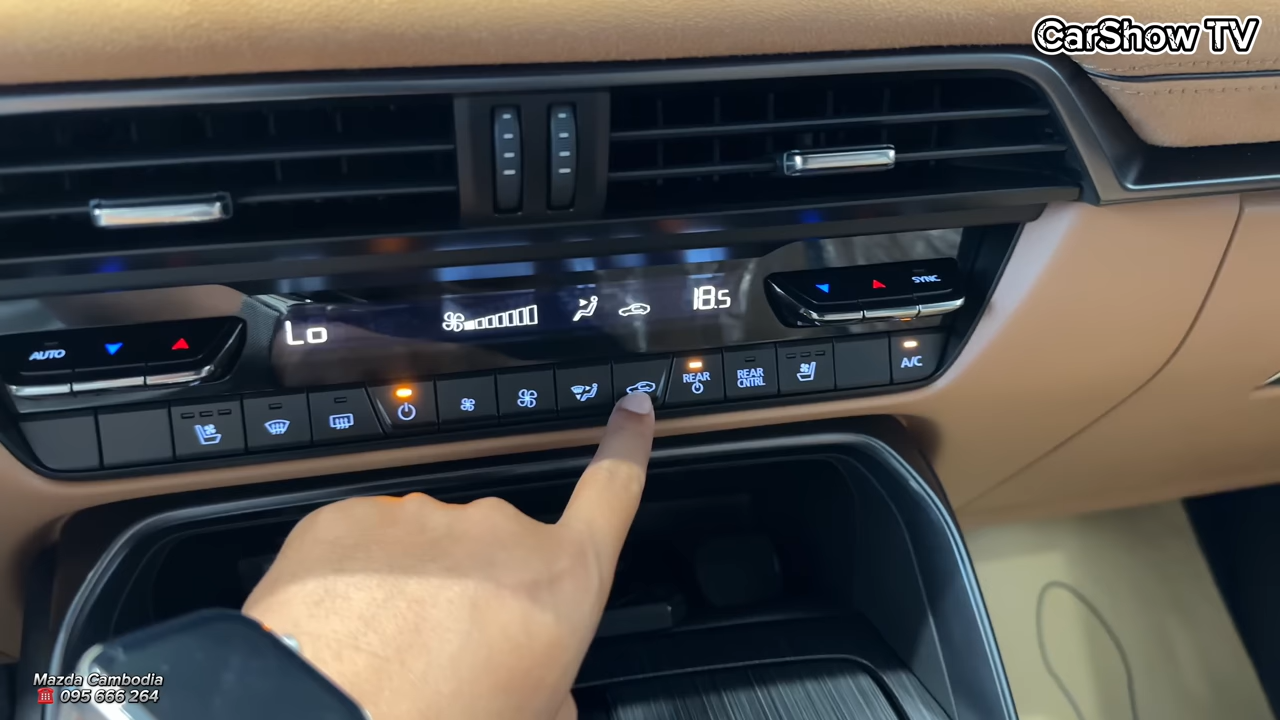 CarShow TV
Lo
18.5
SYNC
AUTO
REAR
REAR
CNTRL
A/C
Mazda Cambodia
☎ 095 666 264